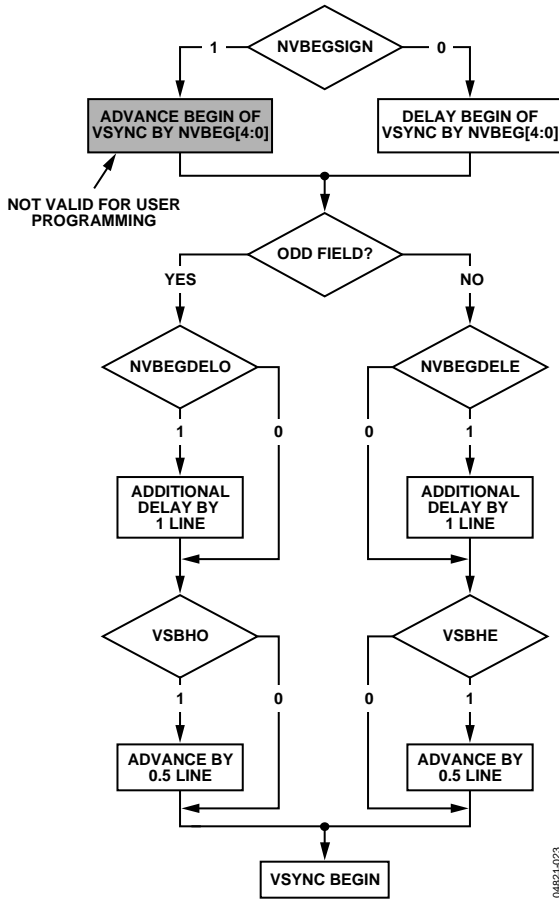 NVBEGSIGN
1
0
ADVANCE BEGIN OF
VSYNC BY NVBEG[4:0]
DELAY BEGIN OF
VSYNC BY NVBEG[4:0]
NOT VALID FOR USER
PROGRAMMING
ODD FIELD?
YES
NO
NVBEGDELO
NVBEGDELE
1
0
0
1
ADDITIONAL
DELAY BY
1 LINE
ADDITIONAL
DELAY BY
1 LINE
VSBHO
VSBHE
1
0
0
1
ADVANCE BY
0.5 LINE
ADVANCE BY
0.5 LINE
VSYNC BEGIN
04821-023